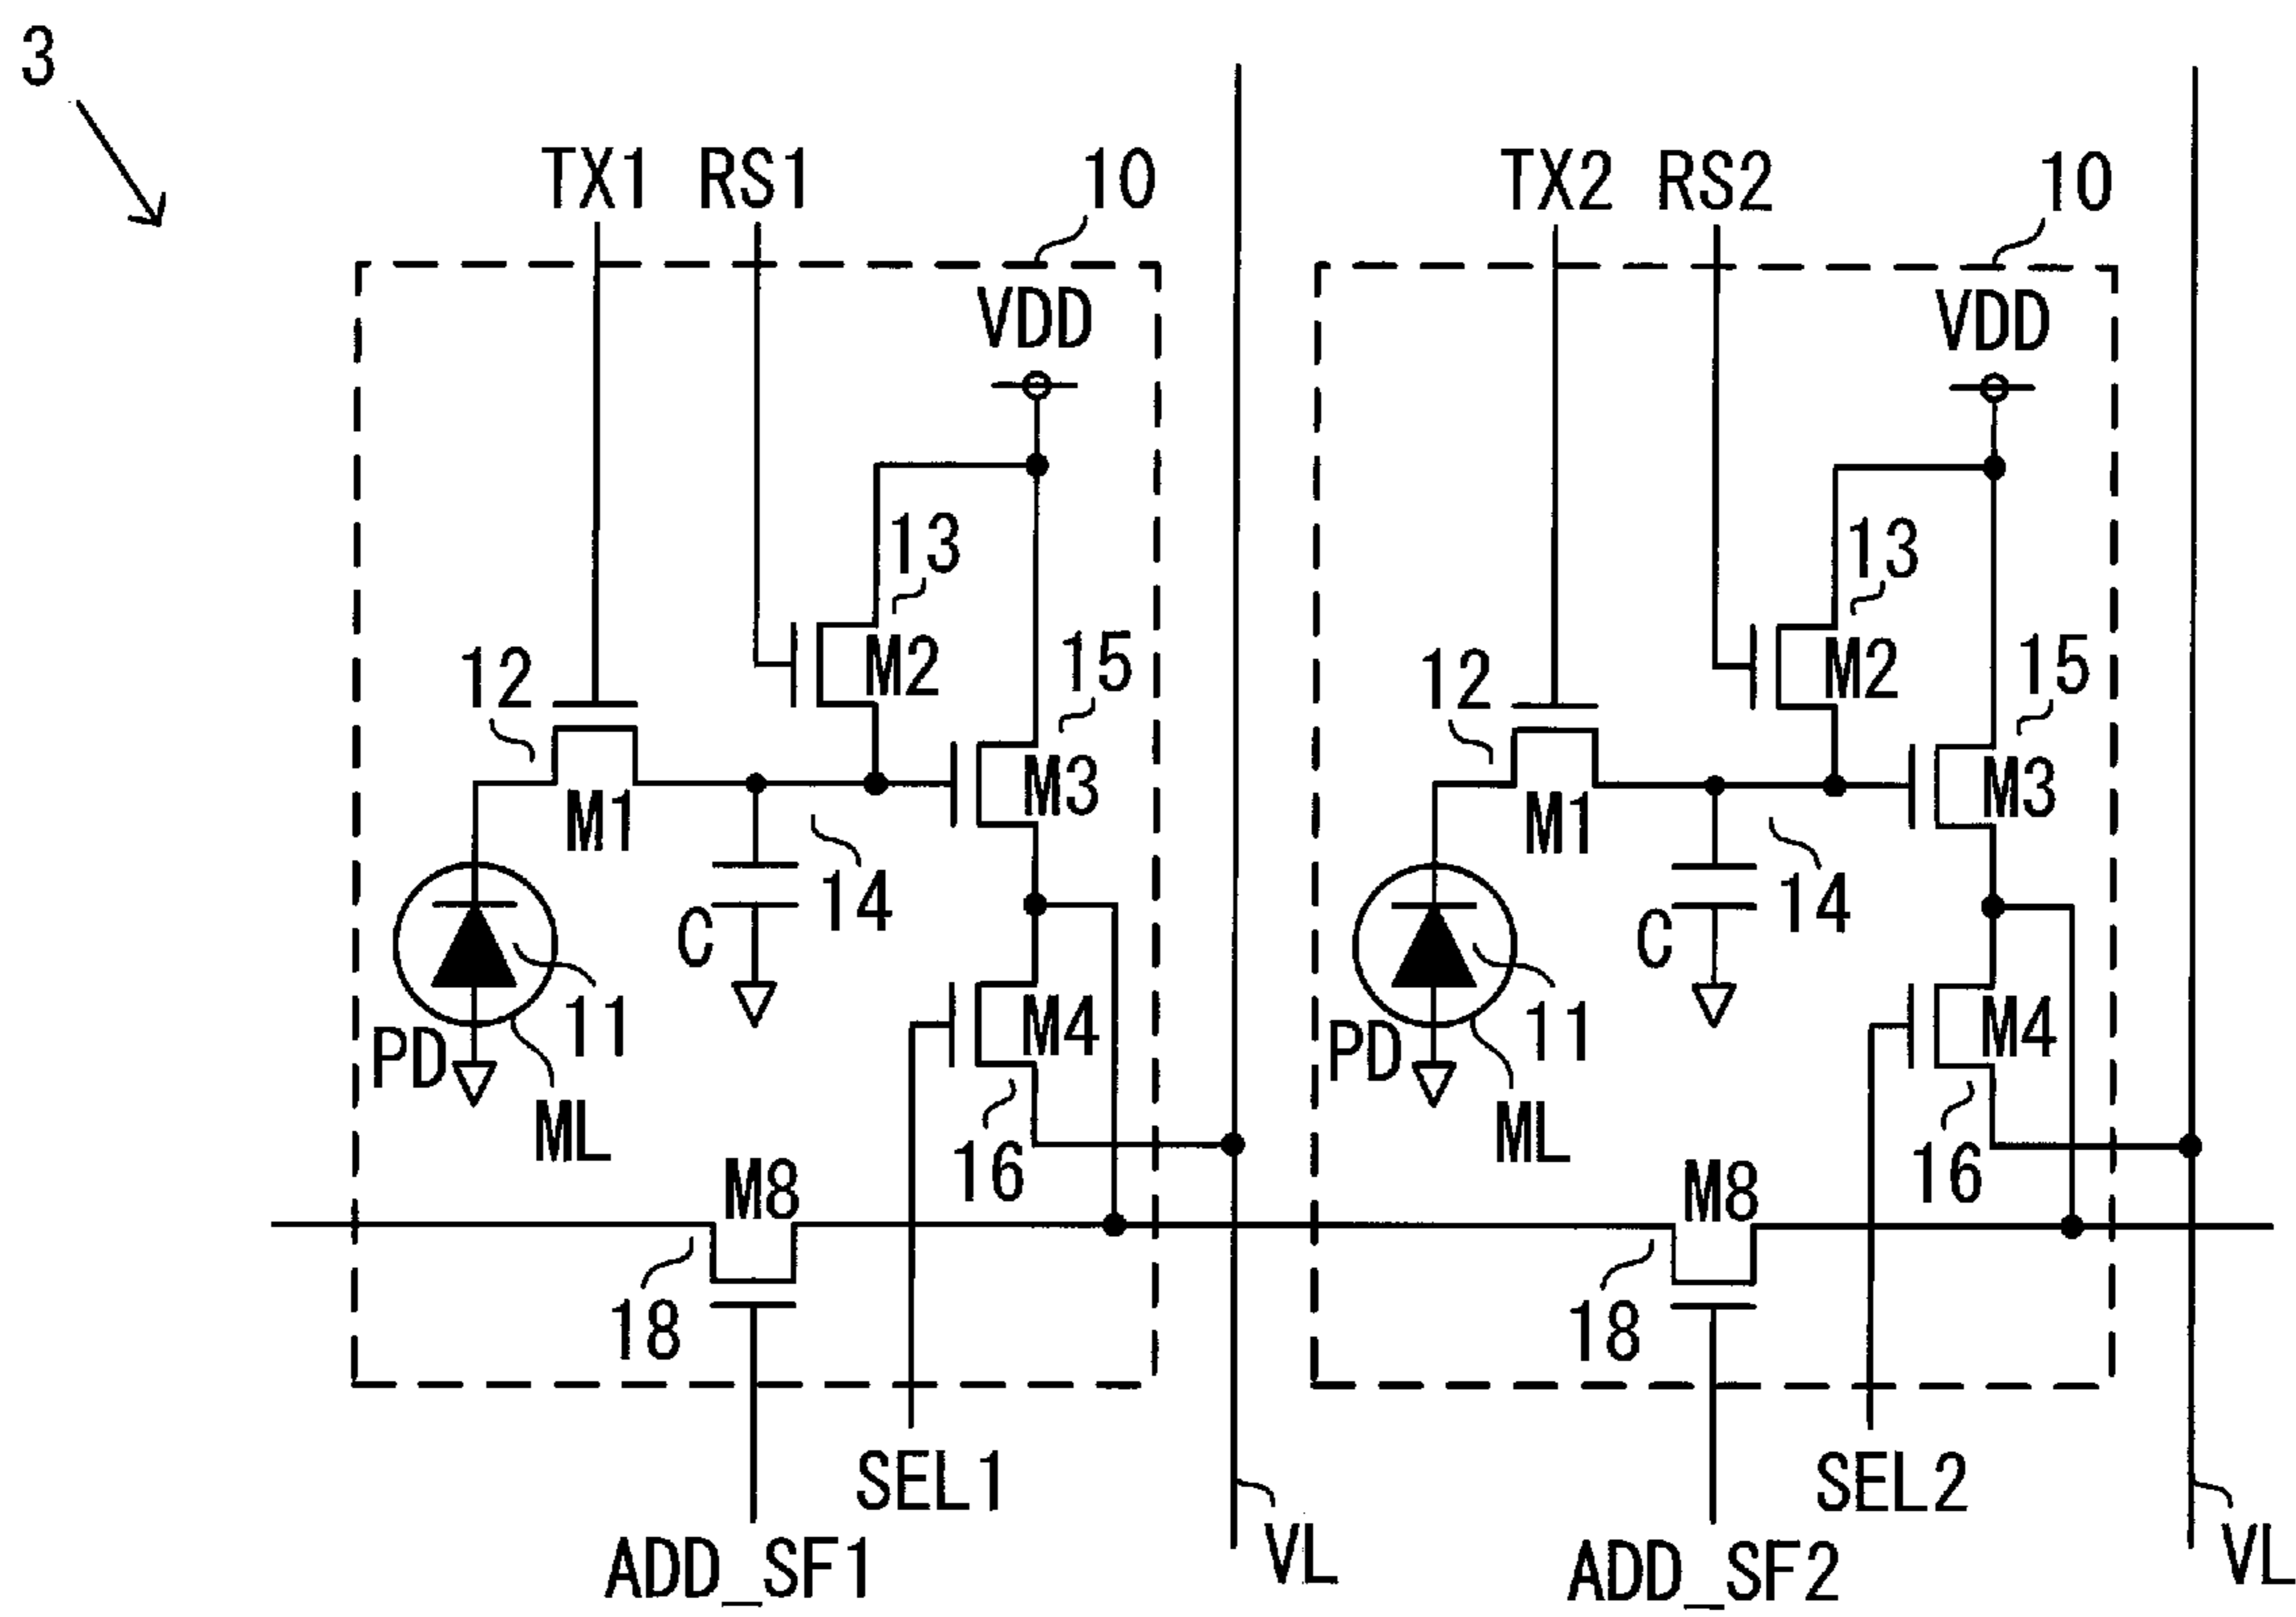 3
TX1 RS1 10
TX2 RS2 10
VDD
VDD
13
13
12 M2 15
12 M2 15
M1 M3
M1 M3
C 14
C 14
PD 11 M4
PD 11 M4
ML 16
ML 16
M8
M8
18
18
SEL1
SEL2
ADD_SF1 VL
ADD_SF2 VL